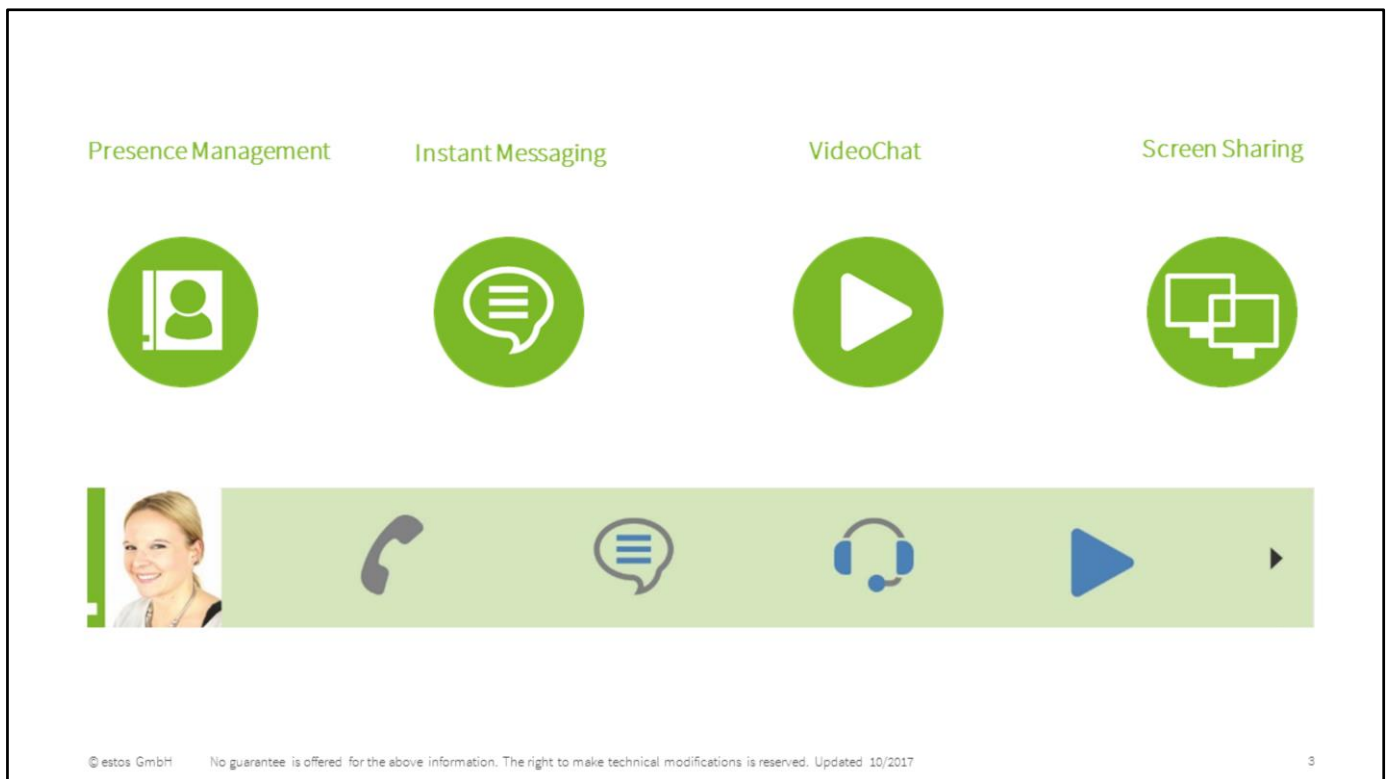 Presence Management
Instant Messaging
VideoChat
Screen Sharing
© estos GmbH No guarantee is offered for the above information. The right to make technical modifications is reserved. Updated 10/2017
3